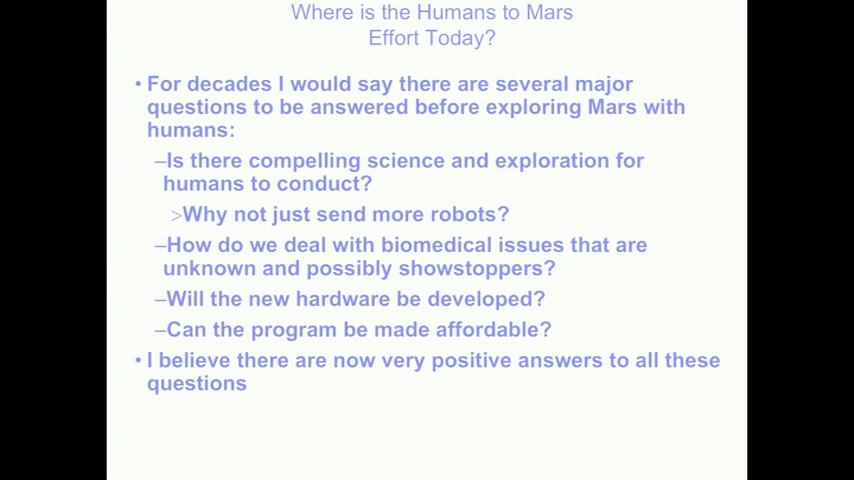 Where is the Humans to Mars
Effort Today?
• For decades I would say there are several major
questions to be answered before exploring Mars with
humans:
–Is there compelling science and exploration for
humans to conduct?
>Why not just send more robots?
–How do we deal with biomedical issues that are
unknown and possibly showstoppers?
–Will the new hardware be developed?
–Can the program be made affordable?
• I believe there are now very positive answers to all these
questions